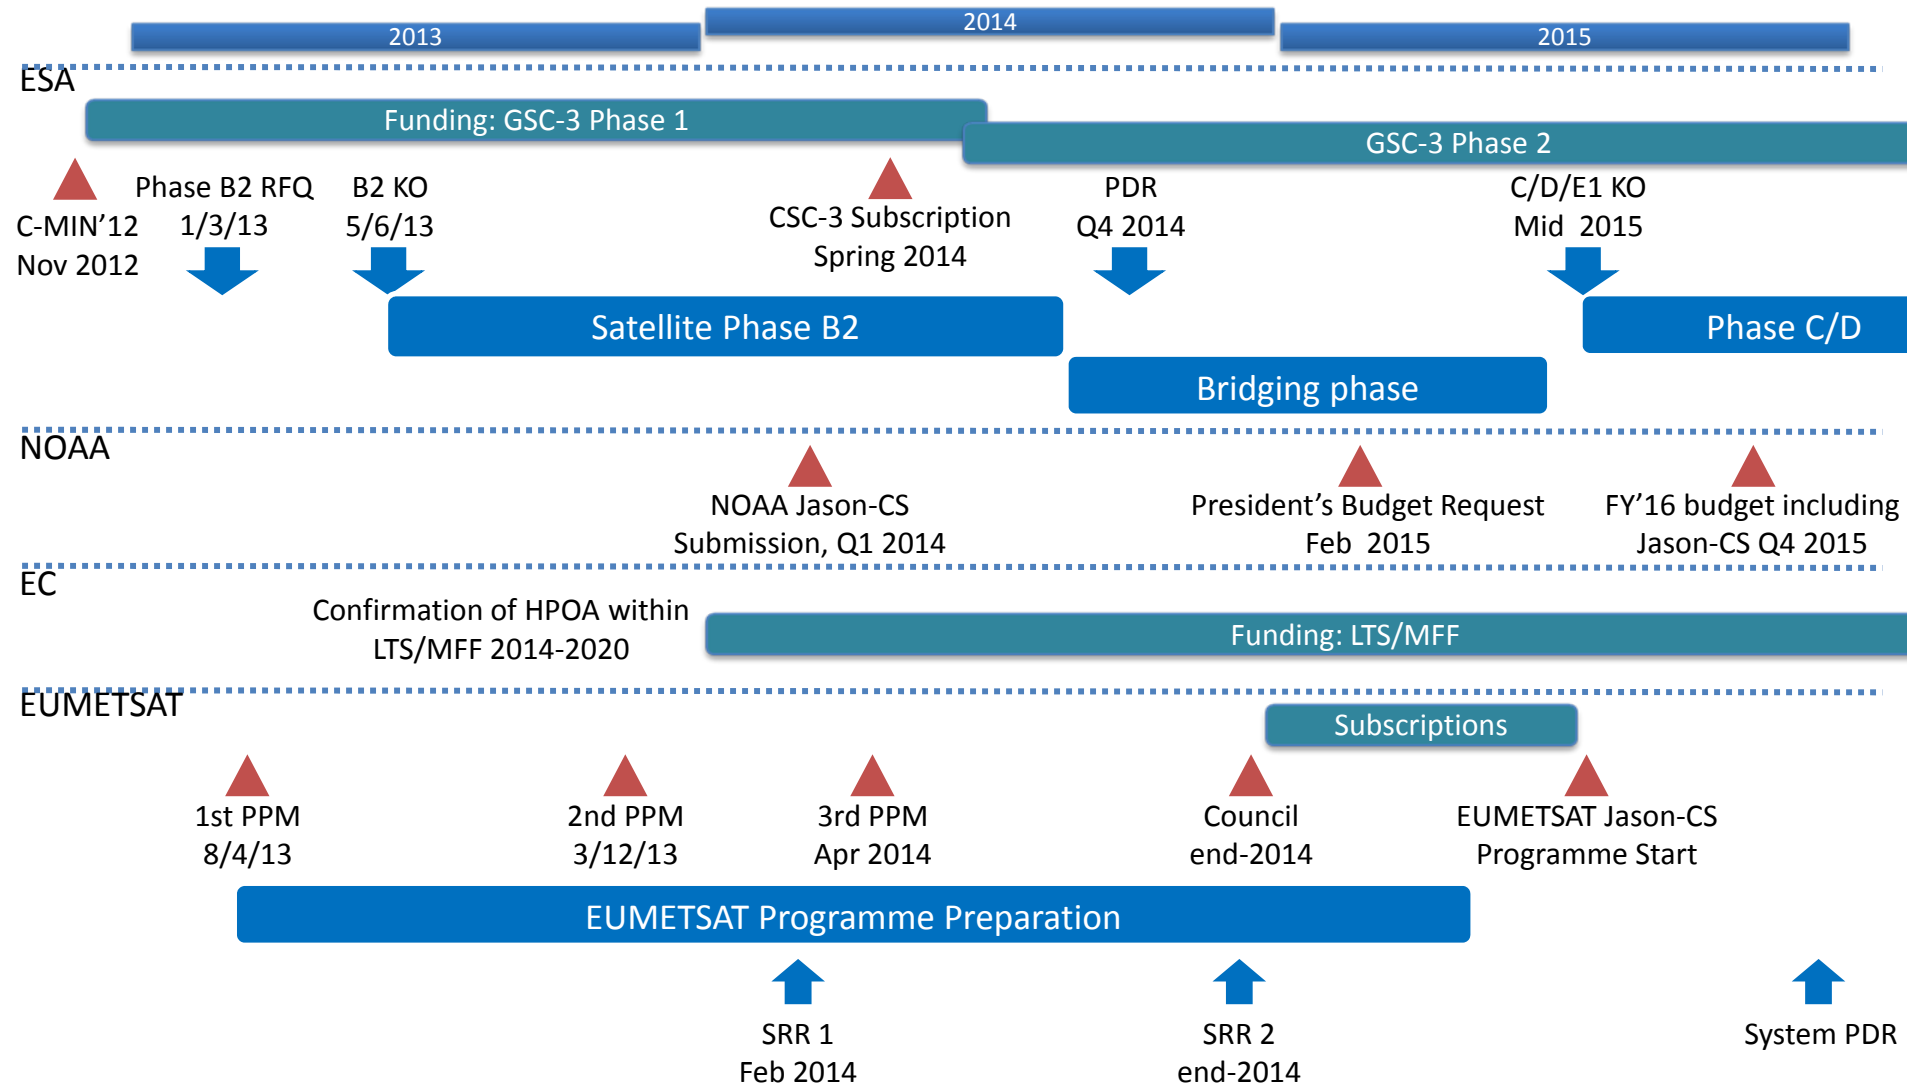 2013
2014
2015
ESA
Funding: GSC-3 Phase 1
GSC-3 Phase 2
C-MIN’12
Nov 2012
Phase B2 RFQ
1/3/13
B2 KO
5/6/13
CSC-3 Subscription
Spring 2014
PDR
Q4 2014
C/D/E1 KO
Mid 2015
Satellite Phase B2
Phase C/D
Bridging phase
NOAA
NOAA Jason-CS
Submission, Q1 2014
President’s Budget Request
Feb 2015
FY’16 budget including
Jason-CS Q4 2015
EC
Confirmation of HPOA within
LTS/MFF 2014-2020
Funding: LTS/MFF
EUMETSAT
Subscriptions
1st PPM
8/4/13
2nd PPM
3/12/13
3rd PPM
Apr 2014
Council
end-2014
EUMETSAT Jason-CS
Programme Start
EUMETSAT Programme Preparation
SRR 1
Feb 2014
SRR 2
end-2014
System PDR